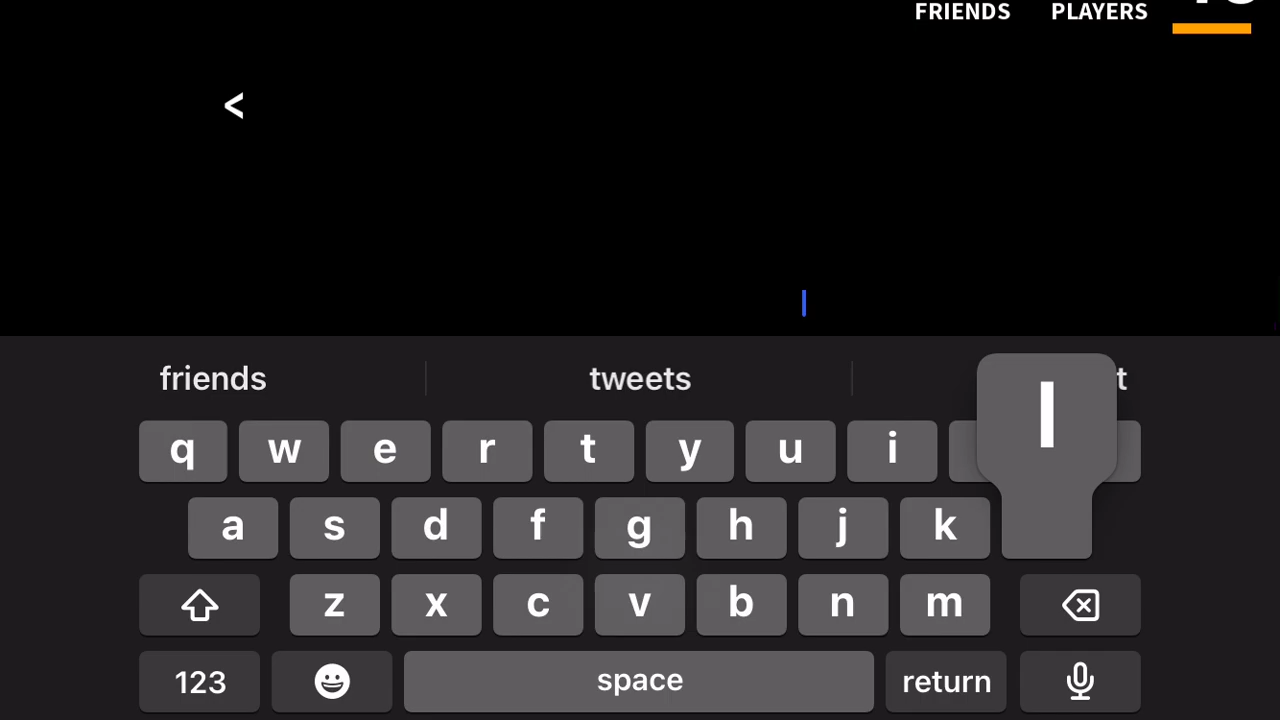 FRIENDS PLAYERS
<
friends tweets
l
q w e r t y u i
a s d f g h j k
z x c v b n m
123 space return